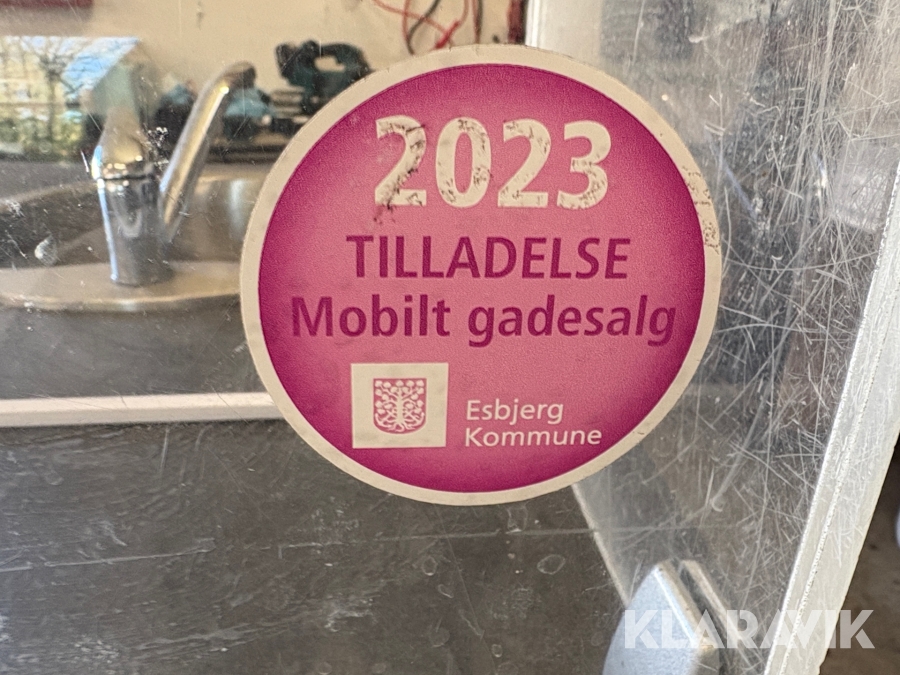 2023
TILLADELSE
Mobilt gadesalg
Esbjerg
Kommune
KLARAVIK